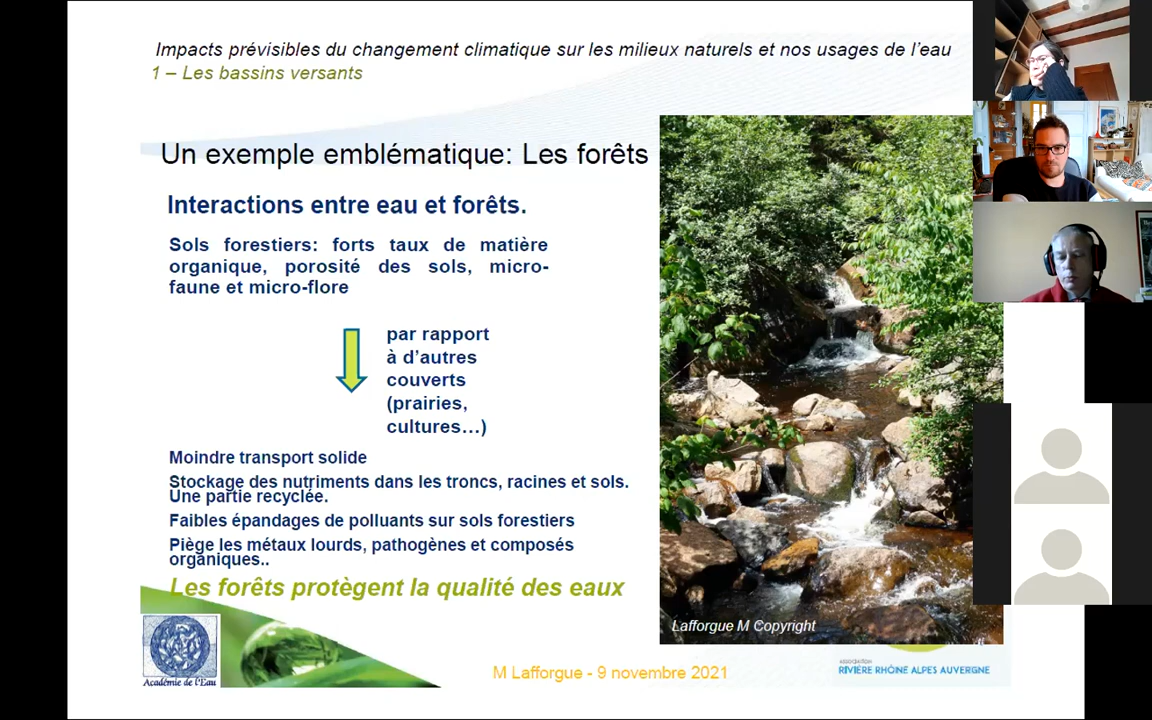 Impacts prévisibles du changement climatique sur les milieux naturels et nos usages de l'eau
1 – Les bassins versants
Un exemple emblématique: Les forêts
Interactions entre eau et forêts.
Sols forestiers: forts taux de matière
organique, porosité des sols, micro-
faune et micro-flore
par rapport
à d'autres
couverts
(prairies,
cultures…)
Moindre transport solide
Stockage des nutriments dans les troncs, racines et sols.
Une partie recyclée.
Faibles épandages de polluants sur sols forestiers
Piège les métaux lourds, pathogènes et composés
organiques..
Les forêts protègent la qualité des eaux
Lafforgue M Copyright
Académie de l'Eau
M Lafforgue - 9 novembre 2021
association
RIVIÈRE RHÔNE ALPES AUVERGNE